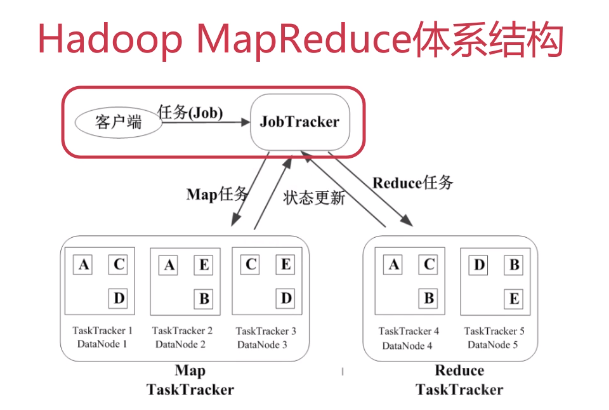 Hadoop MapReduce体系结构
客户端
任务(Job)
JobTracker
Map任务
状态更新
Reduce任务
A C
D
A E
B
C E
D
A C
B
D B
E
TaskTracker 1
DataNode 1
TaskTracker 2
DataNode 2
TaskTracker 3
DataNode 3
TaskTracker 4
DataNode 4
TaskTracker 5
DataNode 5
Map
TaskTracker
Reduce
TaskTracker